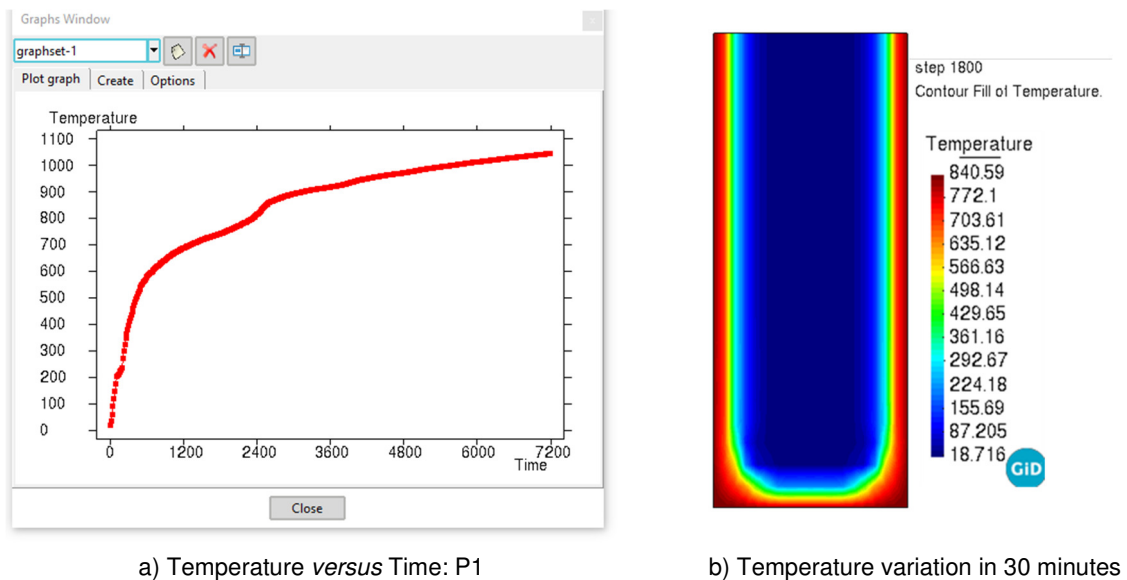 Graphs Window
x
graphset-1
Plot graph Create Options
Temperature
1100
1000
900
800
700
600
500
400
300
200
100
0
0 1200 2400 3600 4800 6000 7200
Time
Close
a) Temperature versus Time: P1
step 1800
Contour Fill of Temperature.
Temperature
840.59
772.1
703.61
635.12
566.63
498.14
429.65
361.16
292.67
224.18
155.69
87.205
18.716
GiD
b) Temperature variation in 30 minutes